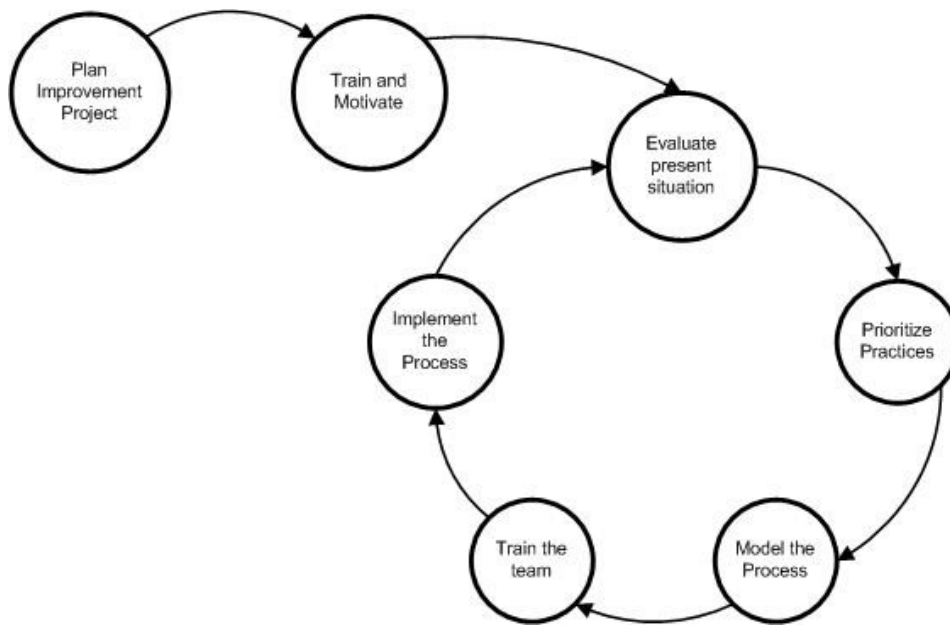 Plan
Improvement
Project
Train and
Motivate
Evaluate
present
situation
Prioritize
Practices
Model the
Process
Train the
team
Implement
the
Process